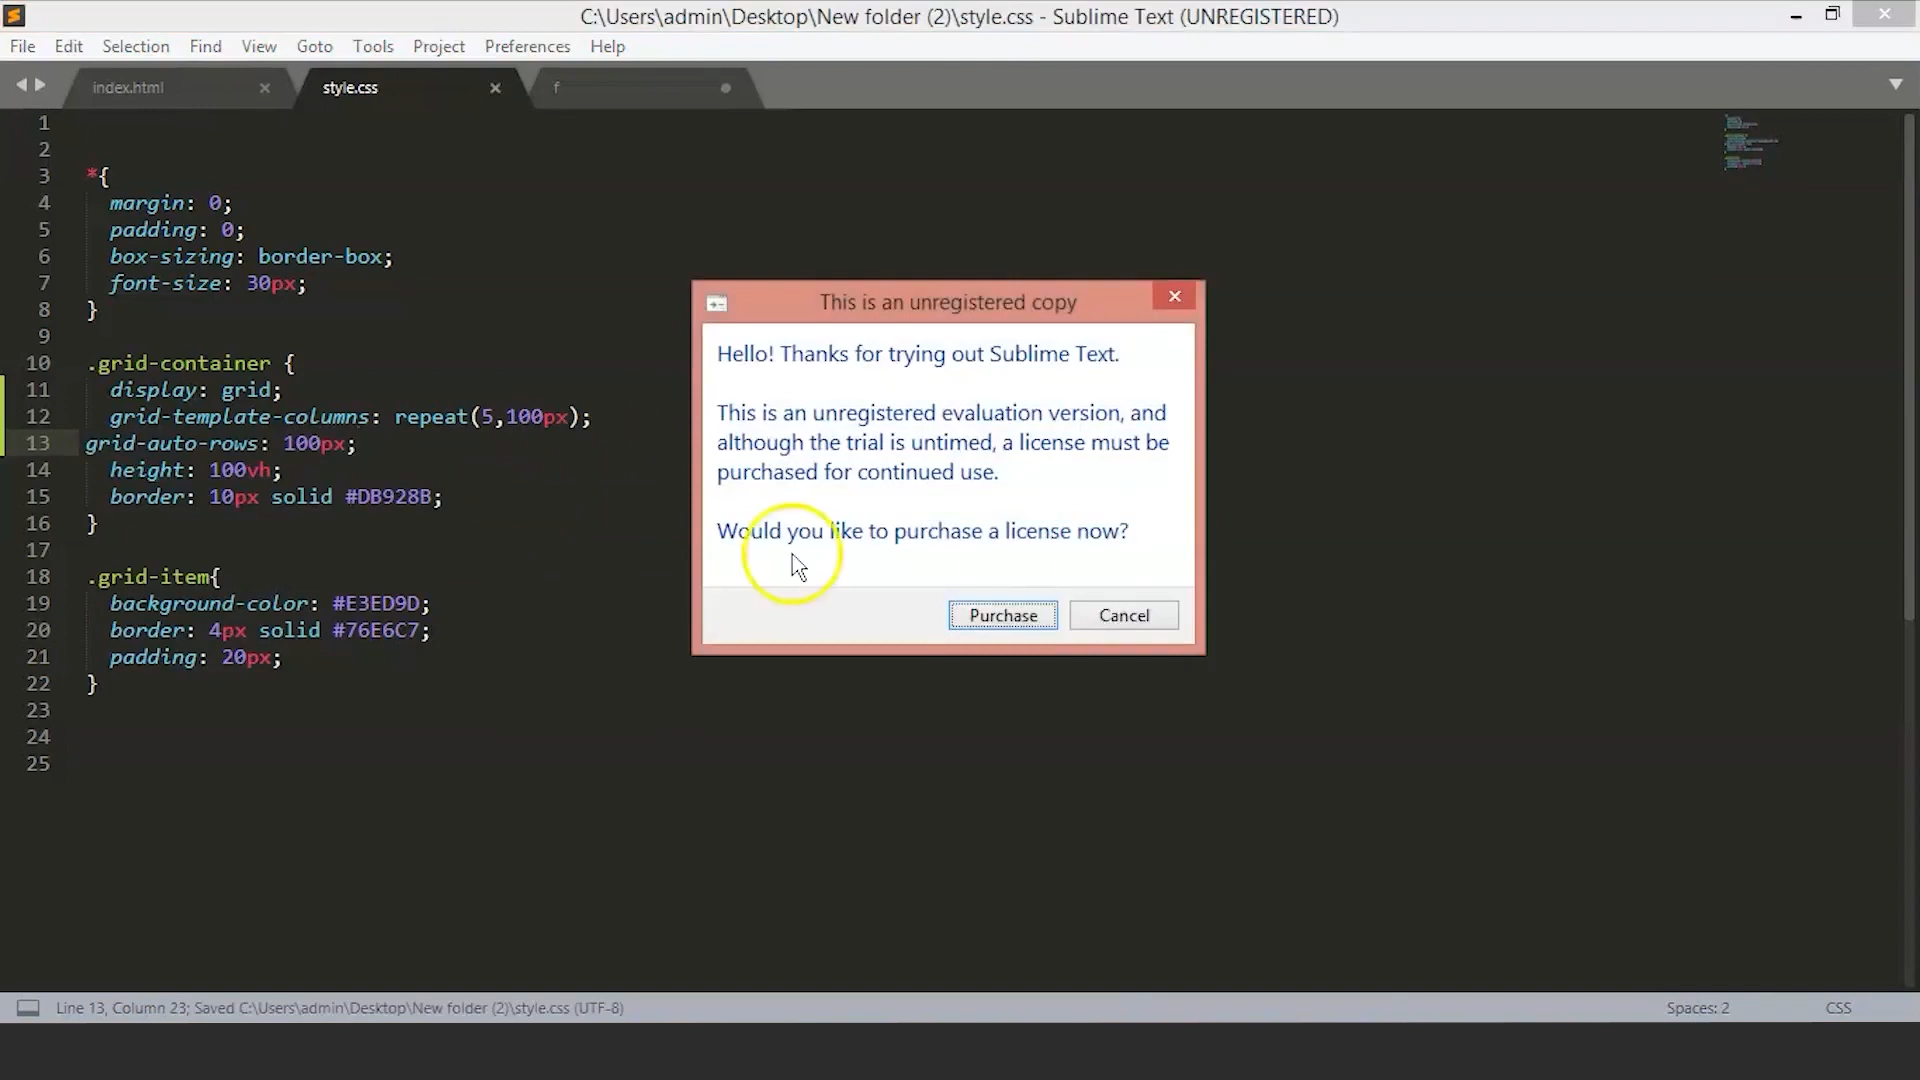 C:\Users\admin\Desktop\New folder (2)\style.css - Sublime Text (UNREGISTERED)
File Edit Selection Find View Goto Tools Project Preferences Help
index.html
style.css
f
1
2
3 *{
4 margin: 0;
5 padding: 0;
6 box-sizing: border-box;
7 font-size: 30px;
8 }
9
10 .grid-container {
11 display: grid;
12 grid-template-columns: repeat(5,100px);
13 grid-auto-rows: 100px;
14 height: 100vh;
15 border: 10px solid #DB928B;
16 }
17
18 .grid-item{
19 background-color: #E3ED9D;
20 border: 4px solid #76E6C7;
21 padding: 20px;
22 }
23
24
25
This is an unregistered copy
Hello! Thanks for trying out Sublime Text.
This is an unregistered evaluation version, and
although the trial is untimed, a license must be
purchased for continued use.
Would you like to purchase a license now?
Purchase
Cancel
Line 13, Column 23; Saved C:\Users\admin\Desktop\New folder (2)\style.css (UTF-8)
Spaces: 2
CSS